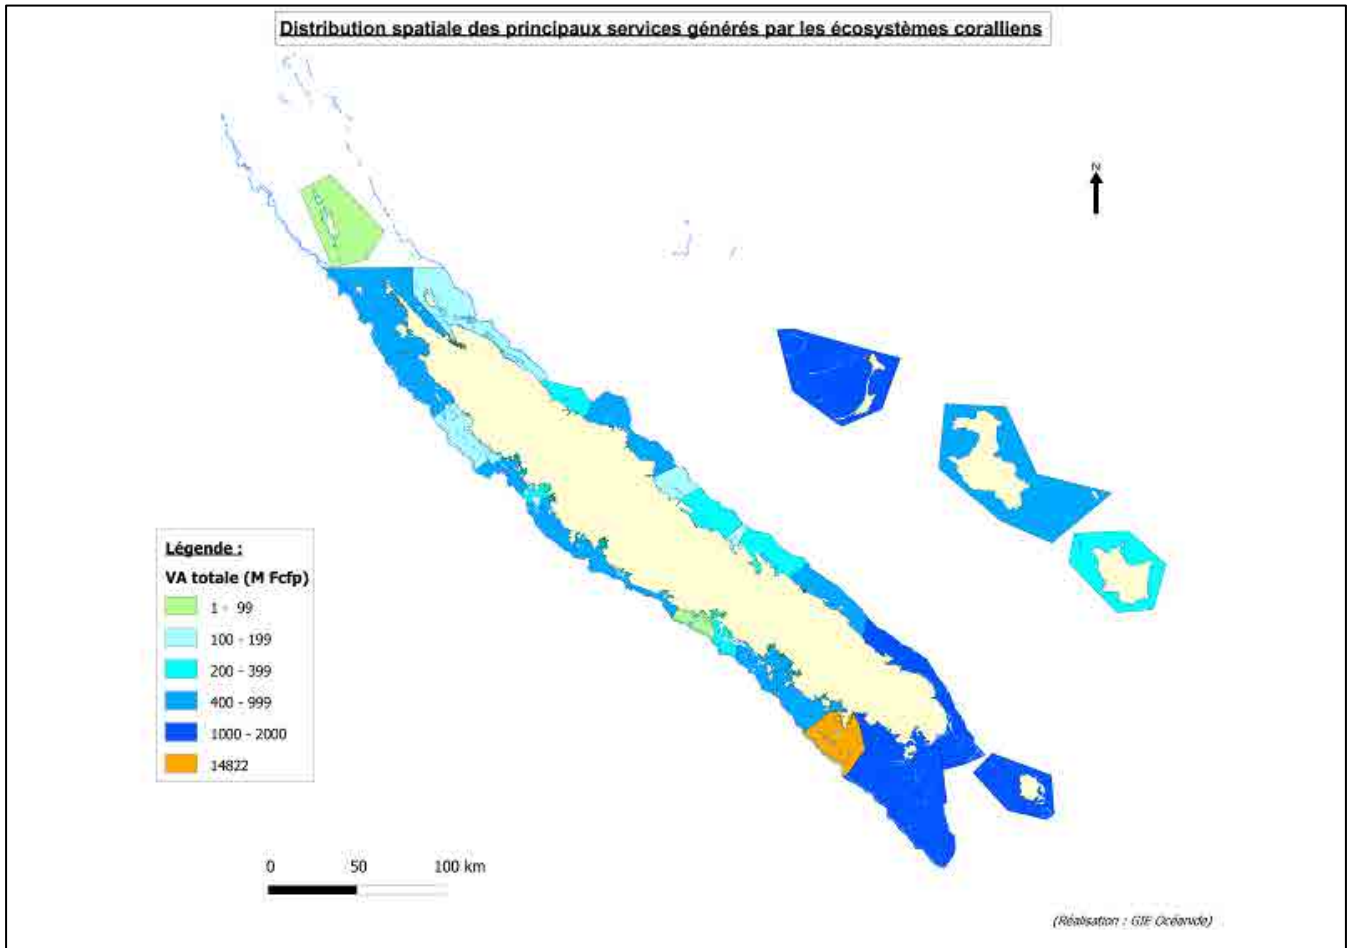 Distribution spatiale des principaux services générés par les écosystèmes coralliens
N
Légende :
VA totale (M Fcfp)
1 - 99
100 - 199
200 - 399
400 - 999
1000 - 2000
14822
0 50 100 km
(Réalisation : GIE Océanide)